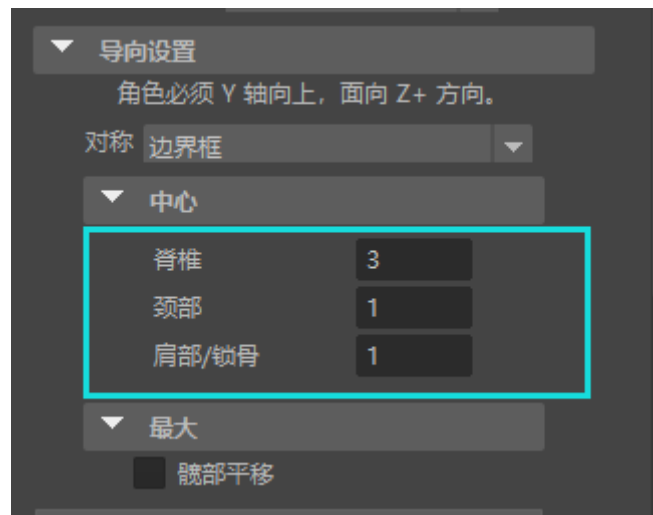 导向设置
角色必须 Y 轴向上，面向 Z+ 方向。
对称 边界框
中心
脊椎 3
颈部 1
肩部/锁骨 1
最大
髋部平移